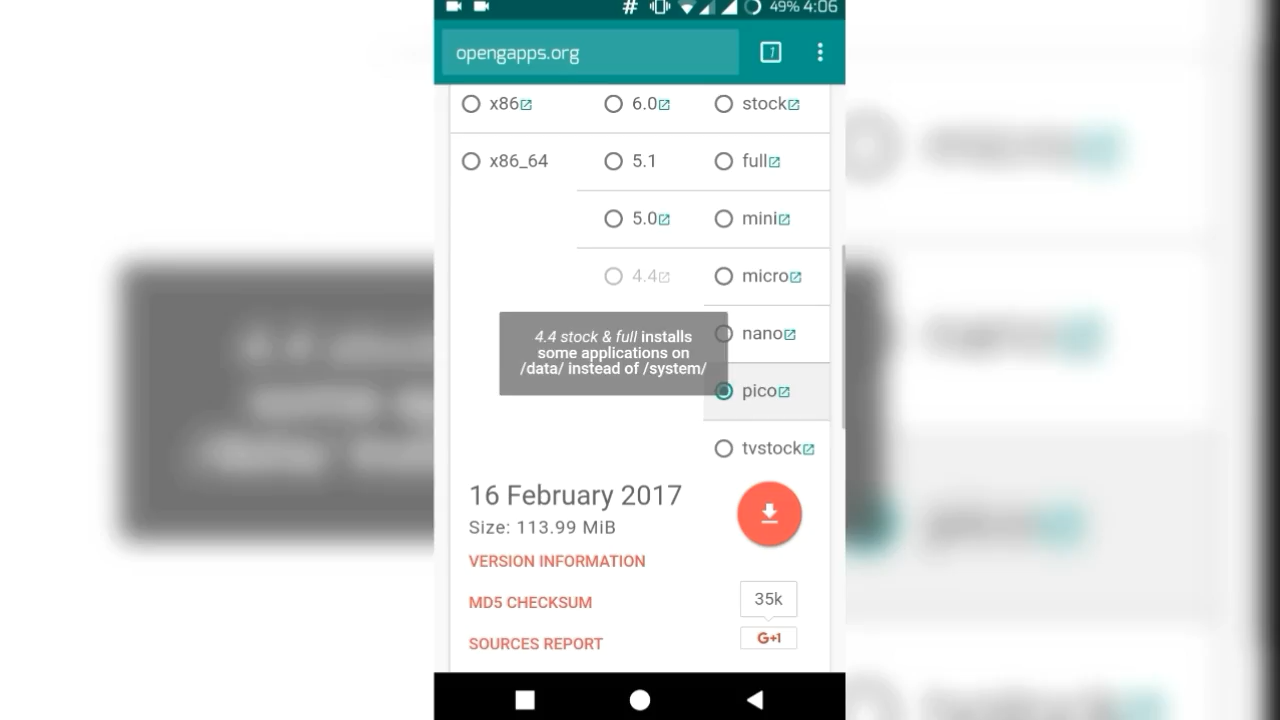 49% 4:06
opengapps.org
1
x86 6.0 stock
x86_64 5.1 full
5.0 mini
4.4 micro
nano
4.4 stock & full installs
some applications on
/data/ instead of /system/
pico
tvstock
16 February 2017
Size: 113.99 MiB
VERSION INFORMATION
MD5 CHECKSUM
35k
G+1
SOURCES REPORT